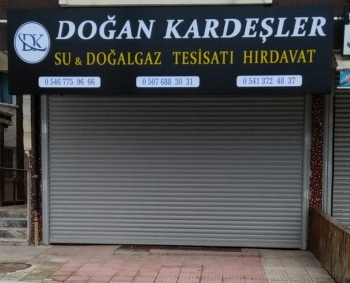 DK
DOĞAN KARDEŞLER
SU & DOĞALGAZ TESİSATI HIRDAVAT
0 546 775 96 66 0 507 688 30 31 0 541 372 48 37